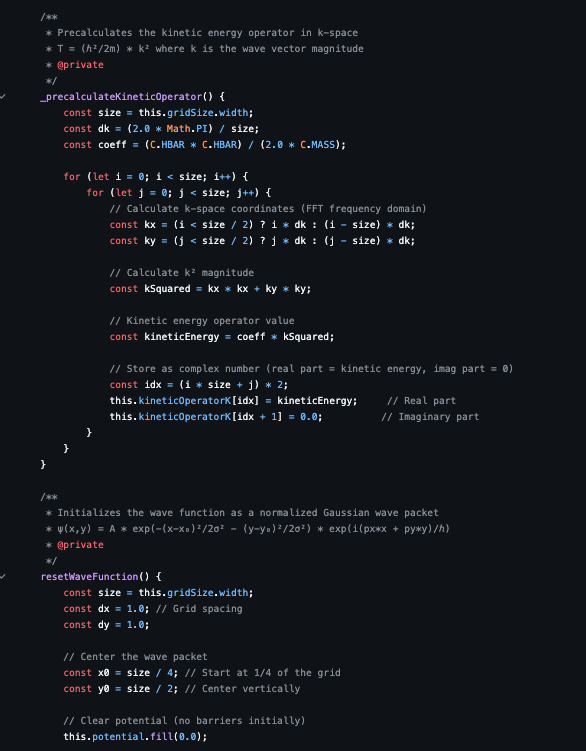 /**
 * Precalculates the kinetic energy operator in k-space
 * T = (ℏ²/2m) * k² where k is the wave vector magnitude
 * @private
 */
_precalculateKineticOperator() {
    const size = this.gridSize.width;
    const dk = (2.0 * Math.PI) / size;
    const coeff = (C.HBAR * C.HBAR) / (2.0 * C.MASS);

    for (let i = 0; i < size; i++) {
        for (let j = 0; j < size; j++) {
            // Calculate k-space coordinates (FFT frequency domain)
            const kx = (i < size / 2) ? i * dk : (i - size) * dk;
            const ky = (j < size / 2) ? j * dk : (j - size) * dk;

            // Calculate k² magnitude
            const kSquared = kx * kx + ky * ky;

            // Kinetic energy operator value
            const kineticEnergy = coeff * kSquared;

            // Store as complex number (real part = kinetic energy, imag part = 0)
            const idx = (i * size + j) * 2;
            this.kineticOperatorK[idx] = kineticEnergy;     // Real part
            this.kineticOperatorK[idx + 1] = 0.0;          // Imaginary part
        }
    }
}

/**
 * Initializes the wave function as a normalized Gaussian wave packet
 * ψ(x,y) = A * exp(-(x-x₀)²/2σ² - (y-y₀)²/2σ²) * exp(i(px*x + py*y)/ℏ)
 * @private
 */
resetWaveFunction() {
    const size = this.gridSize.width;
    const dx = 1.0; // Grid spacing
    const dy = 1.0;

    // Center the wave packet
    const x0 = size / 4; // Start at 1/4 of the grid
    const y0 = size / 2; // Center vertically

    // Clear potential (no barriers initially)
    this.potential.fill(0.0);